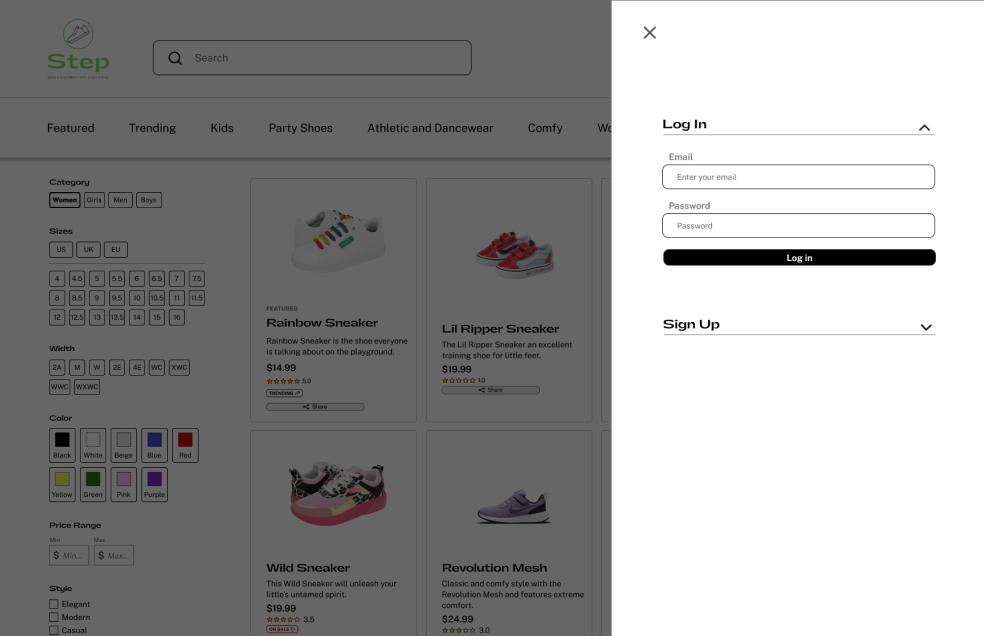 Step
Search
Featured Trending Kids Party Shoes Athletic and Dancewear Comfy Wo
Category
Women Girls Men Boys
Sizes
US UK EU
4 4.5 5 5.5 6 6.5 7 7.5
8 8.5 9 9.5 10 10.5 11 11.5
12 12.5 13 13.5 14 15 16
Width
2A M W 2E 4E WC XWC
WWC WXWC
Color
Black White Beige Blue Red
Yellow Green Pink Purple
Price Range
Min Max
$ Min... $ Max...
Style
Elegant
Modern
Casual
FEATURED
Rainbow Sneaker
Rainbow Sneaker is the shoe everyone
is talking about on the playground.
$14.99
5.0
TRENDING
Share
Lil Ripper Sneaker
The Lil Ripper Sneaker an excellent
training shoe for little feet.
$19.99
1.0
Share
Wild Sneaker
This Wild Sneaker will unleash your
little's untamed spirit.
$19.99
3.5
ON SALE
Revolution Mesh
Classic and comfy style with the
Revolution Mesh and features extreme
comfort.
$24.99
3.0
Log In
Email
Enter your email
Password
Password
Log in
Sign Up